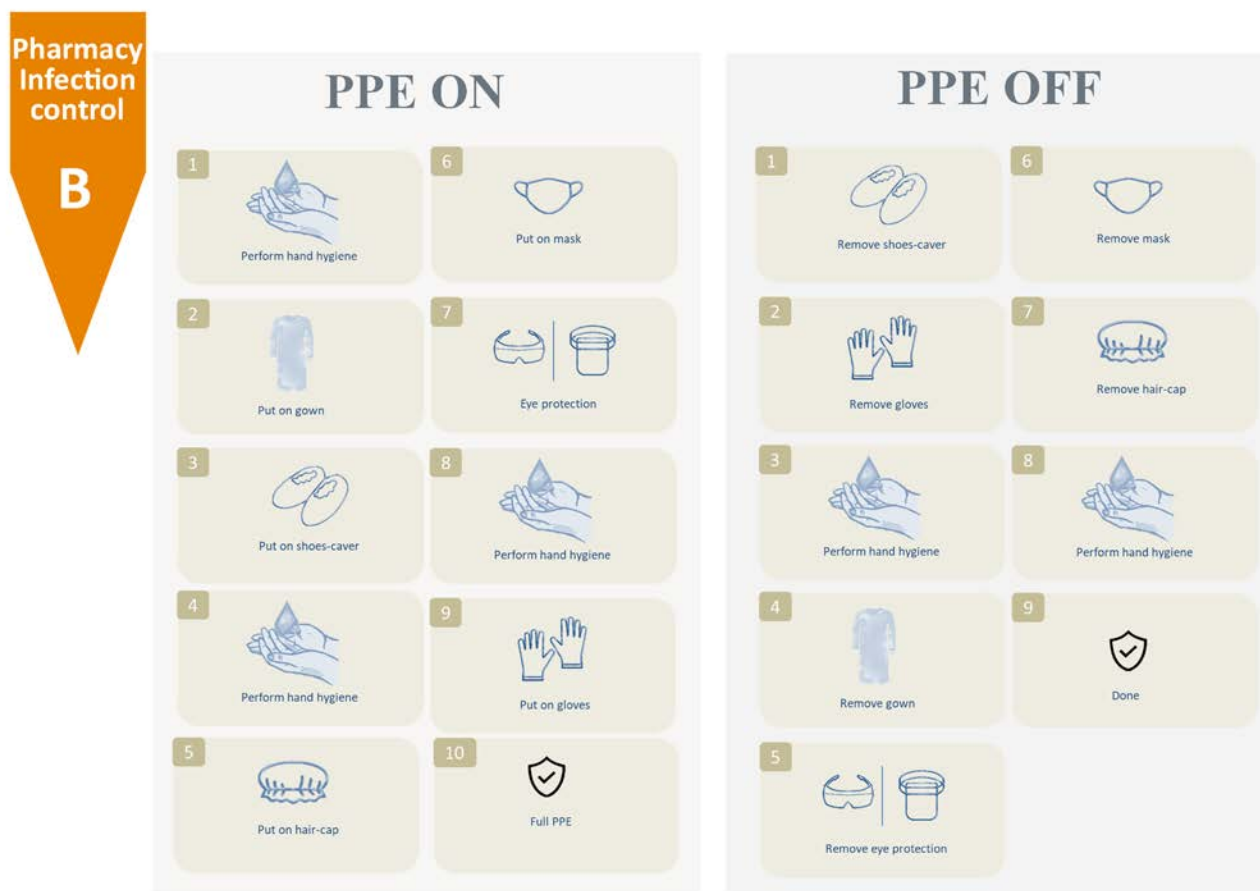 Pharmacy
Infection
control
B
PPE ON
1
Perform hand hygiene
2
Put on gown
3
Put on shoes-caver
4
Perform hand hygiene
5
Put on hair-cap
6
Put on mask
7
Eye protection
8
Perform hand hygiene
9
Put on gloves
10
Full PPE
PPE OFF
1
Remove shoes-caver
2
Remove gloves
3
Perform hand hygiene
4
Remove gown
5
Remove eye protection
6
Remove mask
7
Remove hair-cap
8
Perform hand hygiene
9
Done